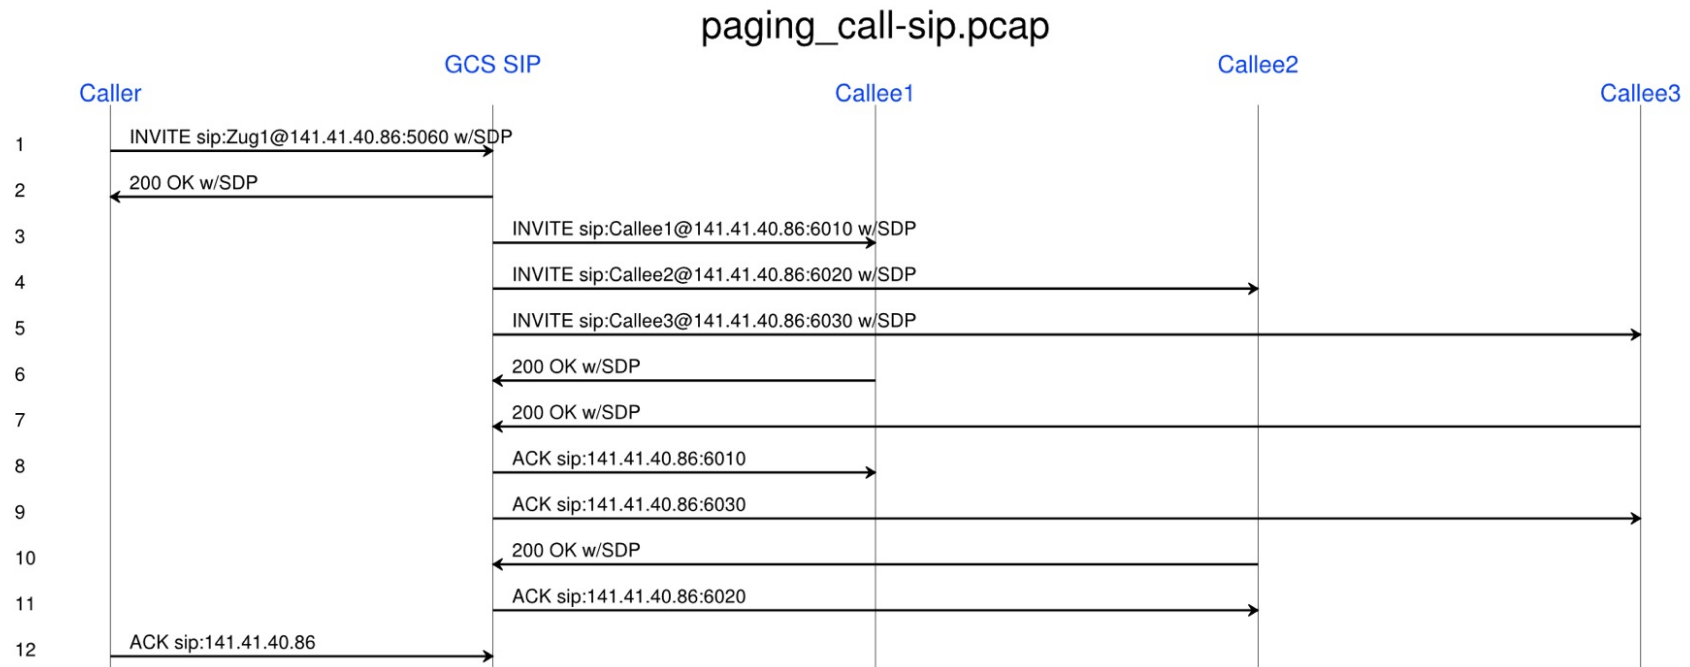 paging_call-sip.pcap
GCS SIP Callee2
Caller Callee1 Callee3
1 INVITE sip:Zug1@141.41.40.86:5060 w/SDP
2 200 OK w/SDP
3 INVITE sip:Callee1@141.41.40.86:6010 w/SDP
4 INVITE sip:Callee2@141.41.40.86:6020 w/SDP
5 INVITE sip:Callee3@141.41.40.86:6030 w/SDP
6 200 OK w/SDP
7 200 OK w/SDP
8 ACK sip:141.41.40.86:6010
9 ACK sip:141.41.40.86:6030
10 200 OK w/SDP
11 ACK sip:141.41.40.86:6020
12 ACK sip:141.41.40.86